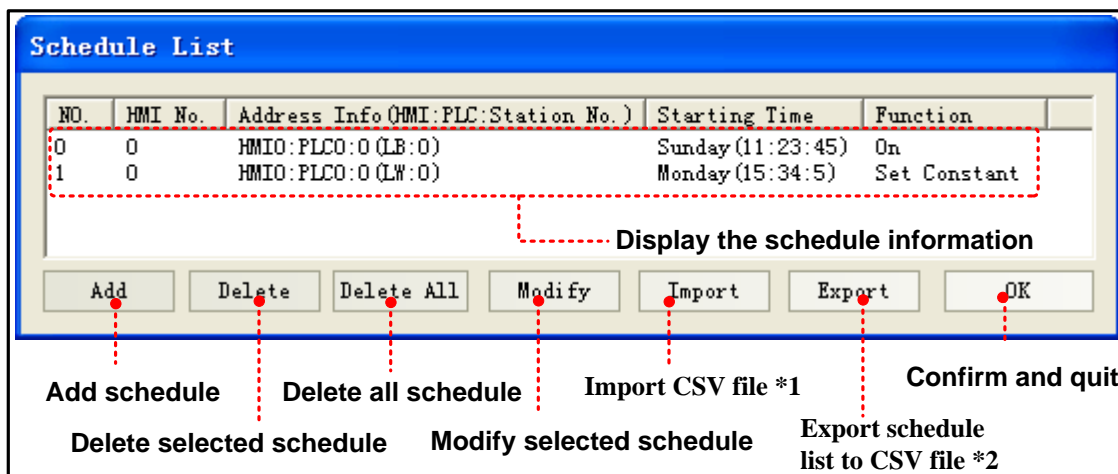 Schedule List
NO. HMI No. Address Info(HMI:PLC:Station No.) Starting Time Function
0 0 HMI0:PLC0:0(LB:0) Sunday(11:23:45) On
1 0 HMI0:PLC0:0(LW:0) Monday(15:34:5) Set Constant
Display the schedule information
Add Delete Delete All Modify Import Export OK
Add schedule Delete all schedule Import CSV file *1 Confirm and quit
Delete selected schedule Modify selected schedule Export schedule
list to CSV file *2